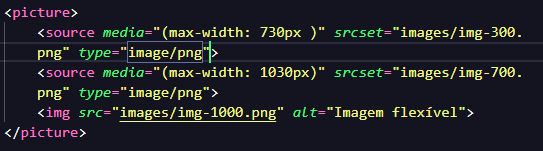 <picture>
<source media="(max-width: 730px )" srcset="images/img-300.
png" type="image/png">
<source media="(max-width: 1030px)" srcset="images/img-700.
png" type="image/png">
<img src="images/img-1000.png" alt="Imagem flexível">
</picture>